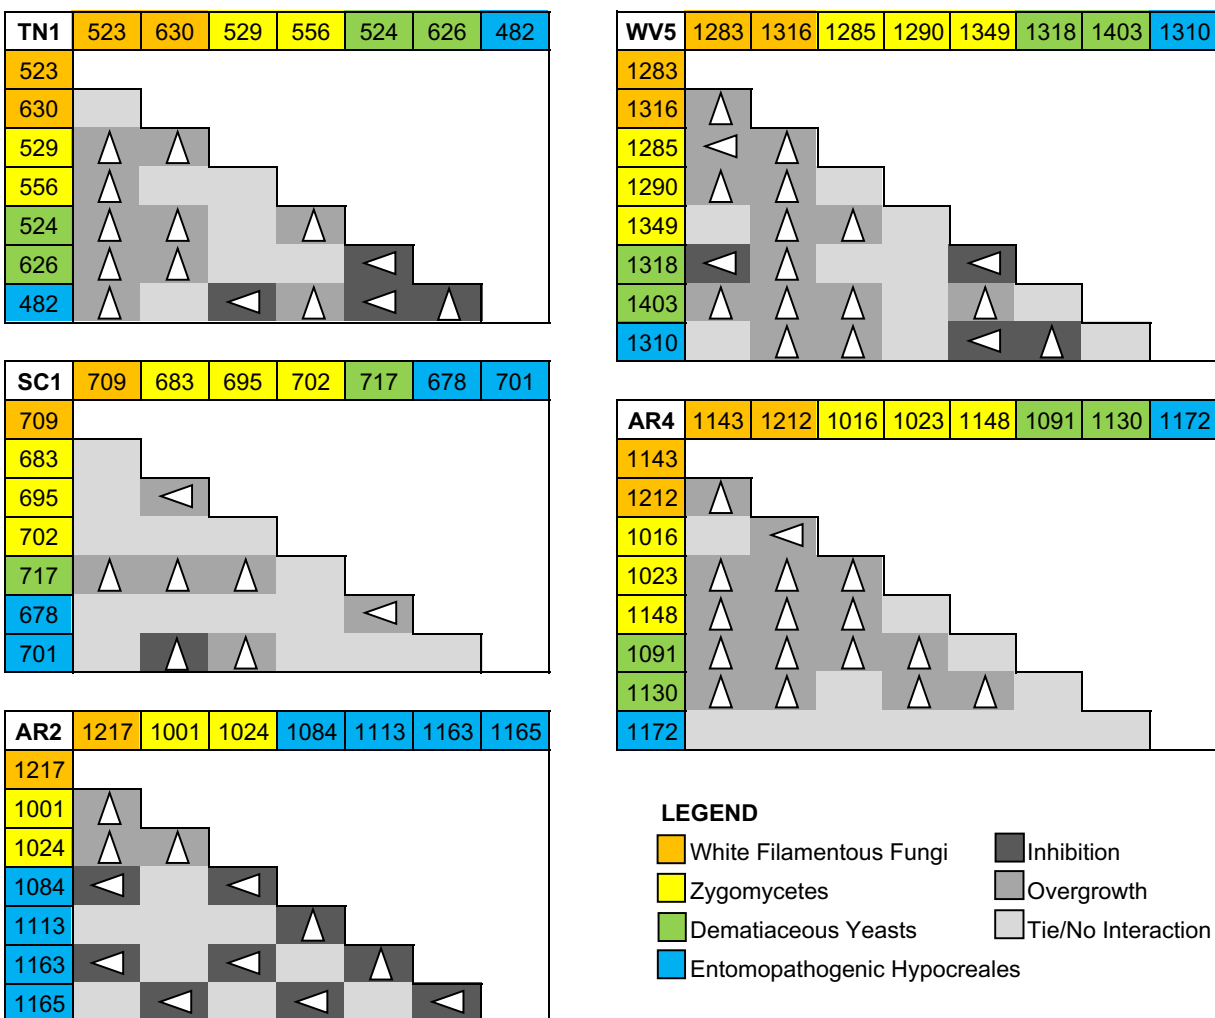 TN1 523 630 529 556 524 626 482
523
630
529
556
524
626
482
SC1 709 683 695 702 717 678 701
709
683
695
702
717
678
701
AR2 1217 1001 1024 1084 1113 1163 1165
1217
1001
1024
1084
1113
1163
1165
WV5 1283 1316 1285 1290 1349 1318 1403 1310
1283
1316
1285
1290
1349
1318
1403
1310
AR4 1143 1212 1016 1023 1148 1091 1130 1172
1143
1212
1016
1023
1148
1091
1130
1172
LEGEND
White Filamentous Fungi
Zygomycetes
Dematiaceous Yeasts
Entomopathogenic Hypocreales
Inhibition
Overgrowth
Tie/No Interaction